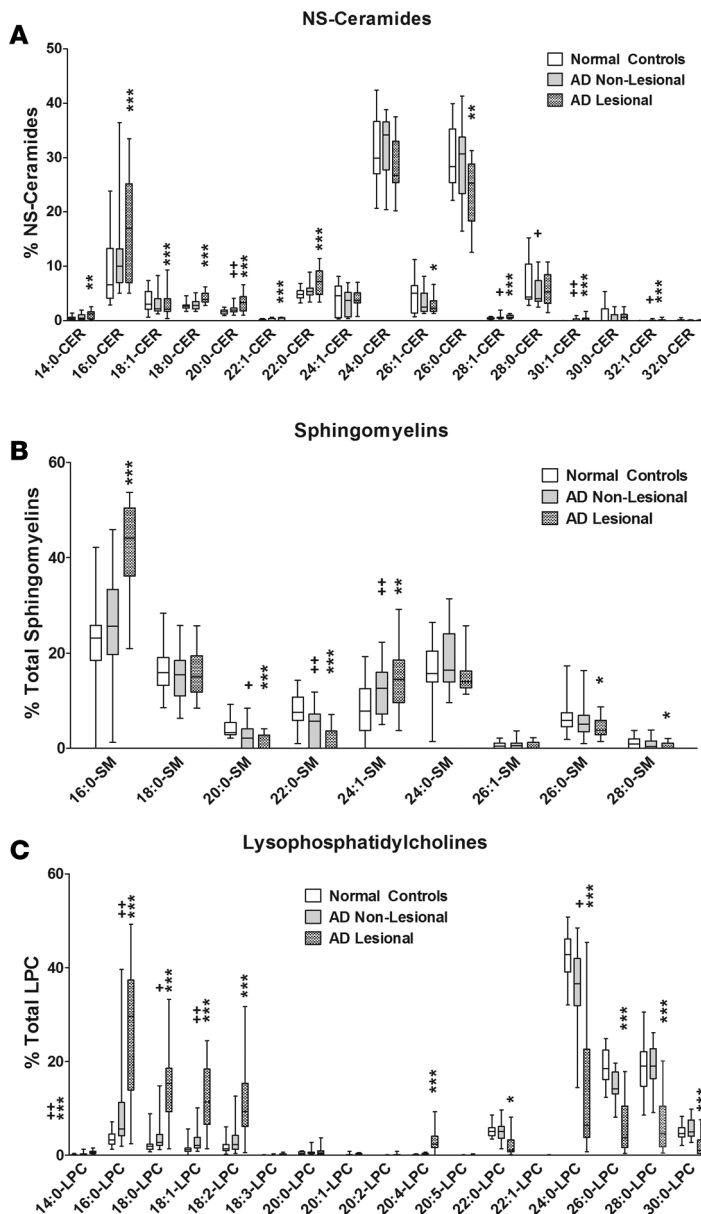 NS-Ceramides
A
Normal Controls
AD Non-Lesional
AD Lesional
% NS-Ceramides
50
40
30
20
10
0
**
***
***
***
++
***
***
***
*
**
+
***
+
++
***
+
***
14:0-CER
16:0-CER
18:1-CER
18:0-CER
20:0-CER
22:1-CER
22:0-CER
24:1-CER
24:0-CER
26:1-CER
26:0-CER
28:1-CER
28:0-CER
30:1-CER
30:0-CER
32:1-CER
32:0-CER
Sphingomyelins
B
Normal Controls
AD Non-Lesional
AD Lesional
% Total Sphingomyelins
60
40
20
0
***
+
***
++
***
++
**
*
*
16:0-SM
18:0-SM
20:0-SM
22:0-SM
24:1-SM
24:0-SM
26:1-SM
26:0-SM
28:0-SM
Lysophosphatidylcholines
C
Normal Controls
AD Non-Lesional
AD Lesional
% Total LPC
60
40
20
0
++
***
++
***
+
***
++
***
***
***
*
+
***
***
***
***
14:0-LPC
16:0-LPC
18:0-LPC
18:1-LPC
18:2-LPC
18:3-LPC
20:0-LPC
20:1-LPC
20:2-LPC
20:4-LPC
20:5-LPC
22:0-LPC
22:1-LPC
24:0-LPC
26:0-LPC
28:0-LPC
30:0-LPC